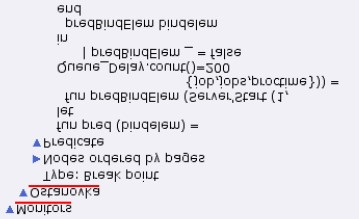 Monitors
Ostanovka
Type: Break point
Nodes ordered by pages
Predicate
fun pred (bindelem) =
let
fun predBindElem (Server'Start (1,
{job,jobs,proctime})) =
Queue_Delay.count()=200
| predBindElem _ = false
in
predBindElem bindelem
end